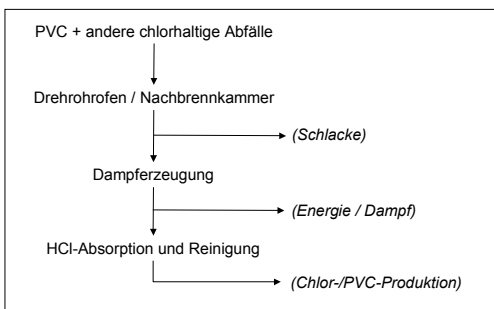 PVC + andere chlorhaltige Abfälle
Drehrohrofen / Nachbrennkammer
(Schlacke)
Dampferzeugung
(Energie / Dampf)
HCl-Absorption und Reinigung
(Chlor-/PVC-Produktion)